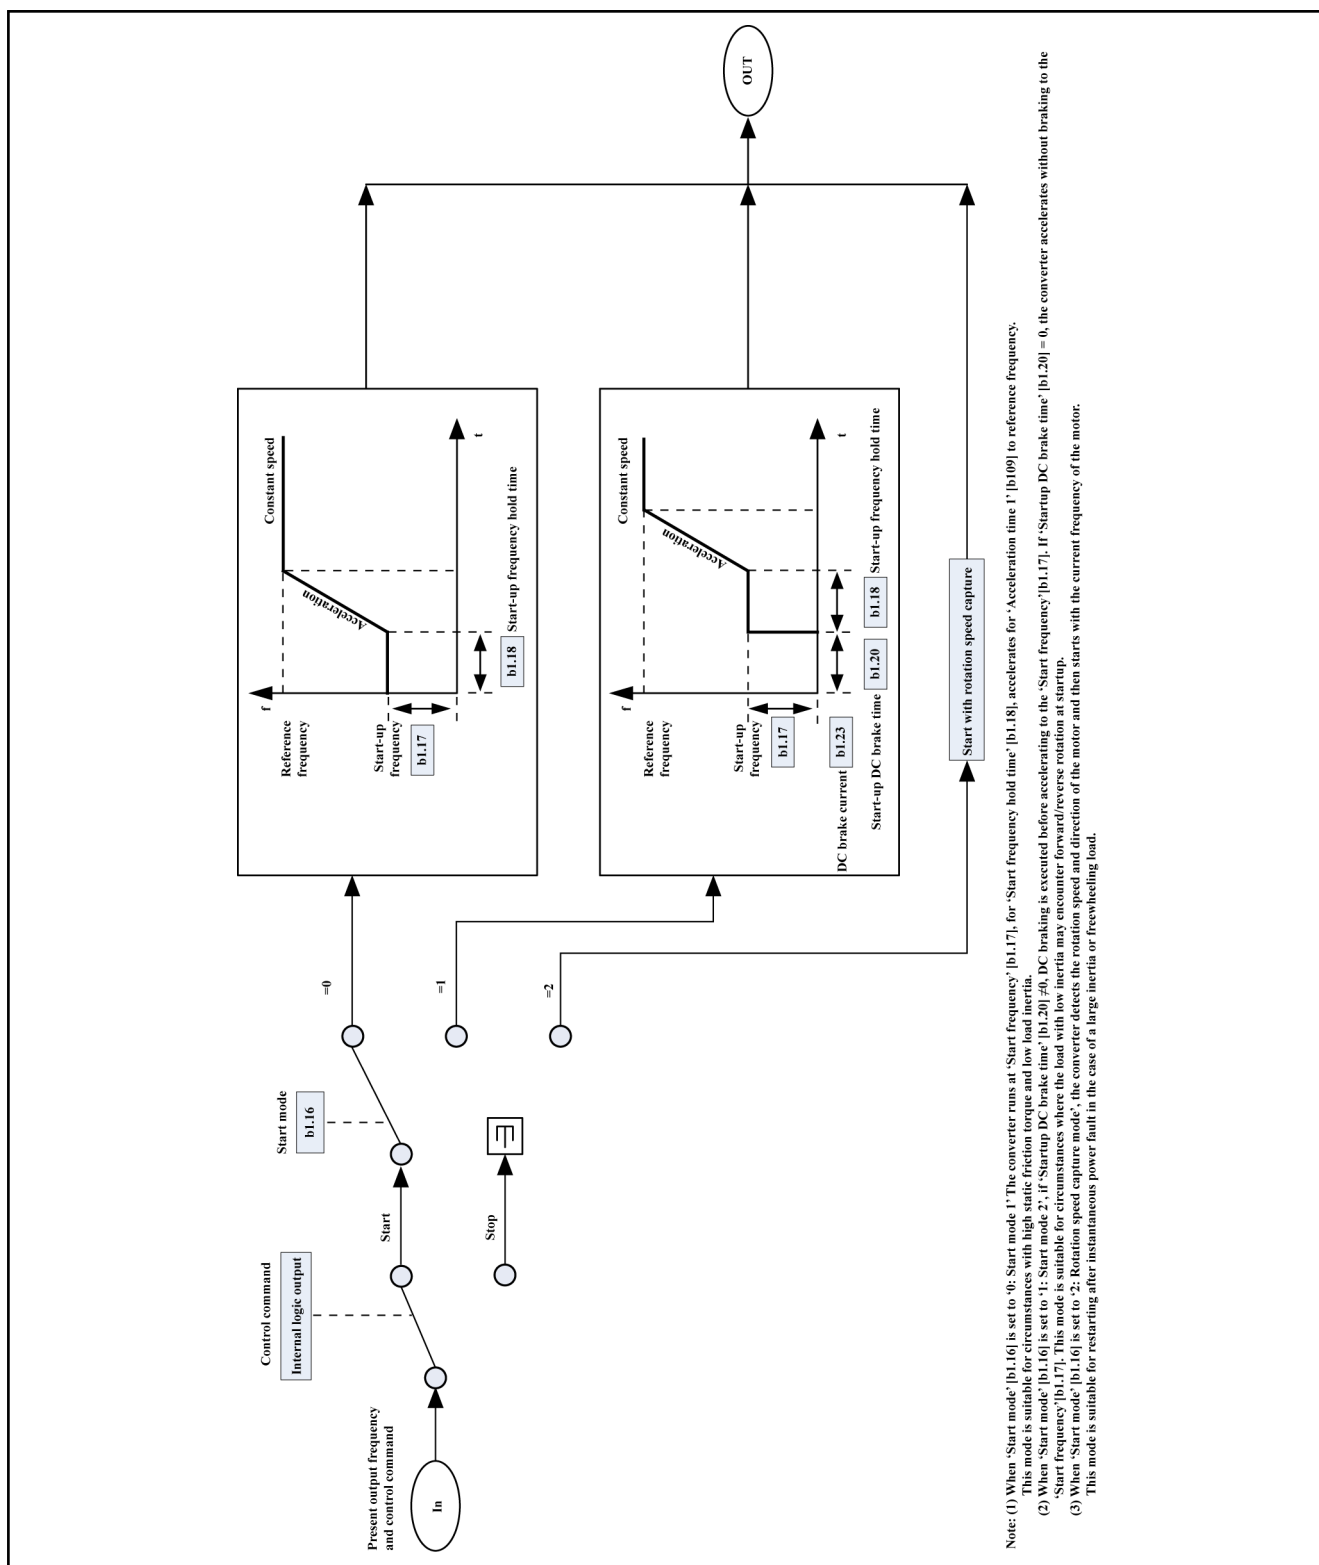 Present output frequency
and control command
In
Control command
Internal logic output
Start
Stop
Start mode
b1.16
E
=0
=1
=2
f
Reference
frequency
Start-up
frequency
b1.17
Acceleration
Constant speed
t
b1.18 Start-up frequency hold time
f
Reference
frequency
Start-up
frequency
b1.17
Acceleration
Constant speed
t
DC brake current b1.23
Start-up DC brake time b1.20 b1.18 Start-up frequency hold time
Start with rotation speed capture
OUT
Note: (1) When ‘Start mode’ [b1.16] is set to ‘0: Start mode 1’ The converter runs at ‘Start frequency’ [b1.17], for ‘Start frequency hold time’ [b1.18], accelerates for ‘Acceleration time 1’ [b109] to reference frequency.
This mode is suitable for circumstances with high static friction torque and low load inertia.
(2) When ‘Start mode’ [b1.16] is set to ‘1: Start mode 2’, if ‘Startup DC brake time’ [b1.20] ≠0, DC braking is executed before accelerating to the ‘Start frequency’[b1.17]. If ‘Startup DC brake time’ [b1.20] = 0, the converter accelerates without braking to the
‘Start frequency’[b1.17]. This mode is suitable for circumstances where the load with low inertia may encounter forward/reverse rotation at startup.
(3) When ‘Start mode’ [b1.16] is set to ‘2: Rotation speed capture mode’, the converter detects the rotation speed and direction of the motor and then starts with the current frequency of the motor.
This mode is suitable for restarting after instantaneous power fault in the case of a large inertia or freewheeling load.